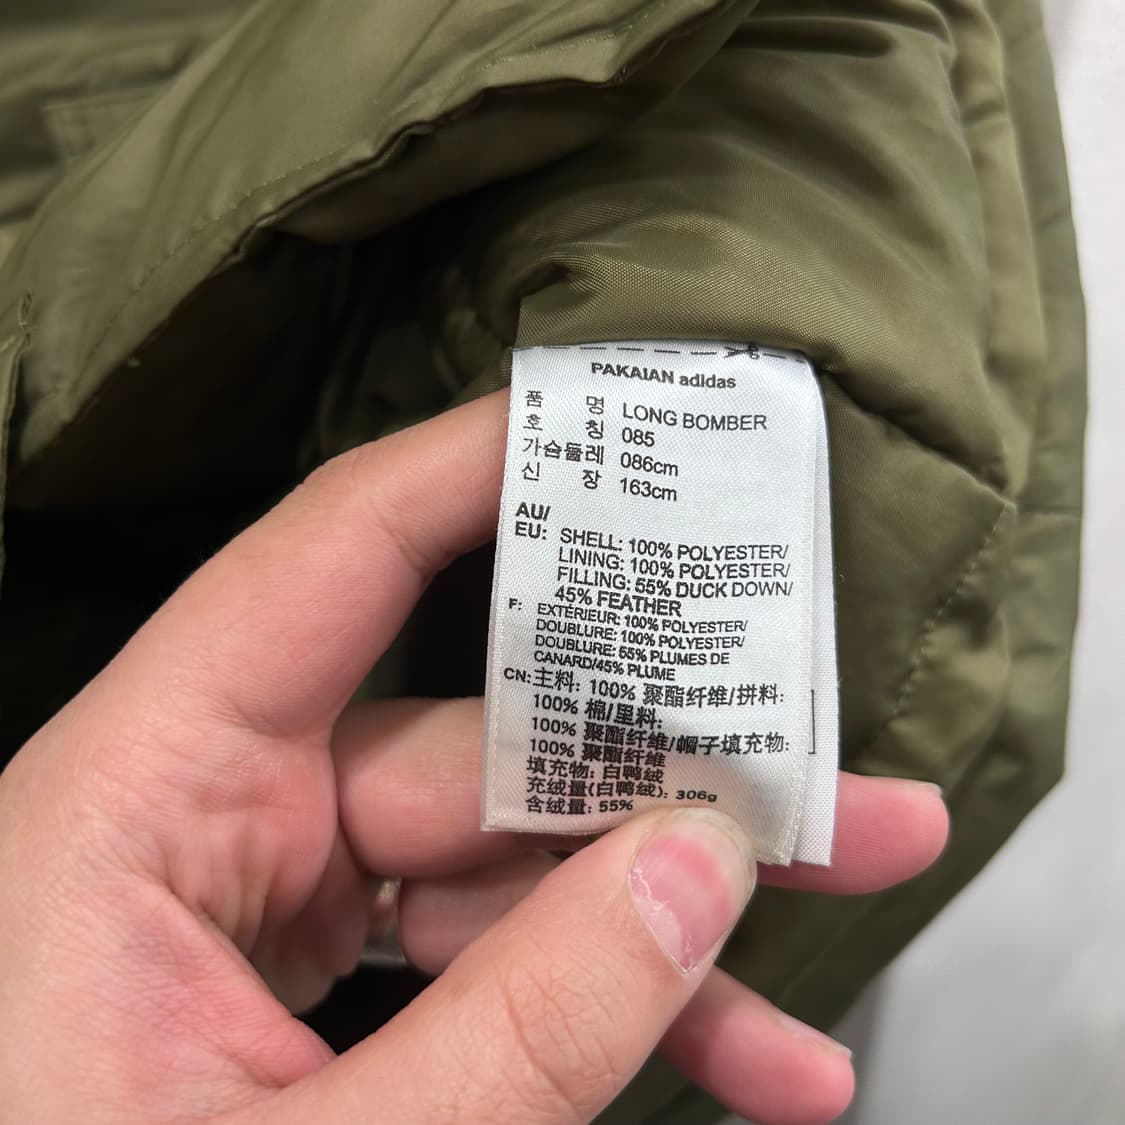 PAKAIAN adidas
품 명 LONG BOMBER
호 칭 085
가슴둘레 086cm
신 장 163cm
AU/
EU: SHELL: 100% POLYESTER/
LINING: 100% POLYESTER/
FILLING: 55% DUCK DOWN/
45% FEATHER
F: EXTÉRIEUR: 100% POLYESTER/
DOUBLURE: 100% POLYESTER/
DOUBLURE: 55% PLUMES DE
CANARD/45% PLUME
CN: 主料: 100% 聚酯纤维/拼料:
100% 棉/里料:
100% 聚酯纤维/帽子填充物:
100% 聚酯纤维
填充物: 白鸭绒
充绒量(白鸭绒): 306g
含绒量: 55%